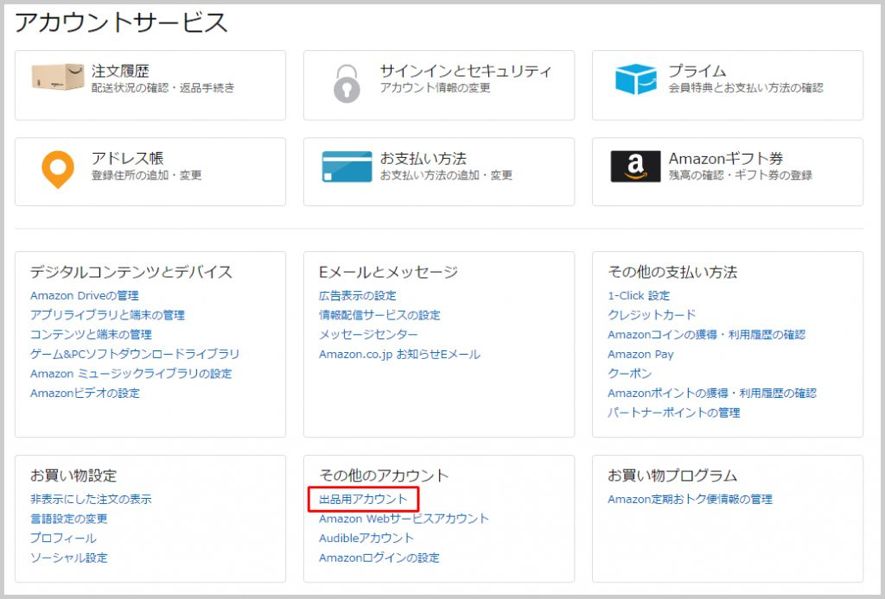 アカウントサービス
注文履歴
配送状況の確認・返品手続き
サインインとセキュリティ
アカウント情報の変更
プライム
会員特典とお支払い方法の確認
アドレス帳
登録住所の追加・変更
お支払い方法
お支払い方法の追加・変更
a
Amazonギフト券
残高の確認・ギフト券の登録
デジタルコンテンツとデバイス
Amazon Driveの管理
アプリライブラリと端末の管理
コンテンツと端末の管理
ゲーム&PCソフトダウンロードライブラリ
Amazon ミュージックライブラリの設定
Amazonビデオの設定
Eメールとメッセージ
広告表示の設定
情報配信サービスの設定
メッセージセンター
Amazon.co.jp お知らせEメール
その他の支払い方法
1-Click 設定
クレジットカード
Amazonコインの獲得・利用履歴の確認
Amazon Pay
クーポン
Amazonポイントの獲得・利用履歴の確認
パートナーポイントの管理
お買い物設定
非表示にした注文の表示
言語設定の変更
プロフィール
ソーシャル設定
その他のアカウント
出品用アカウント
Amazon Webサービスアカウント
Audibleアカウント
Amazonログインの設定
お買い物プログラム
Amazon定期おトク便情報の管理